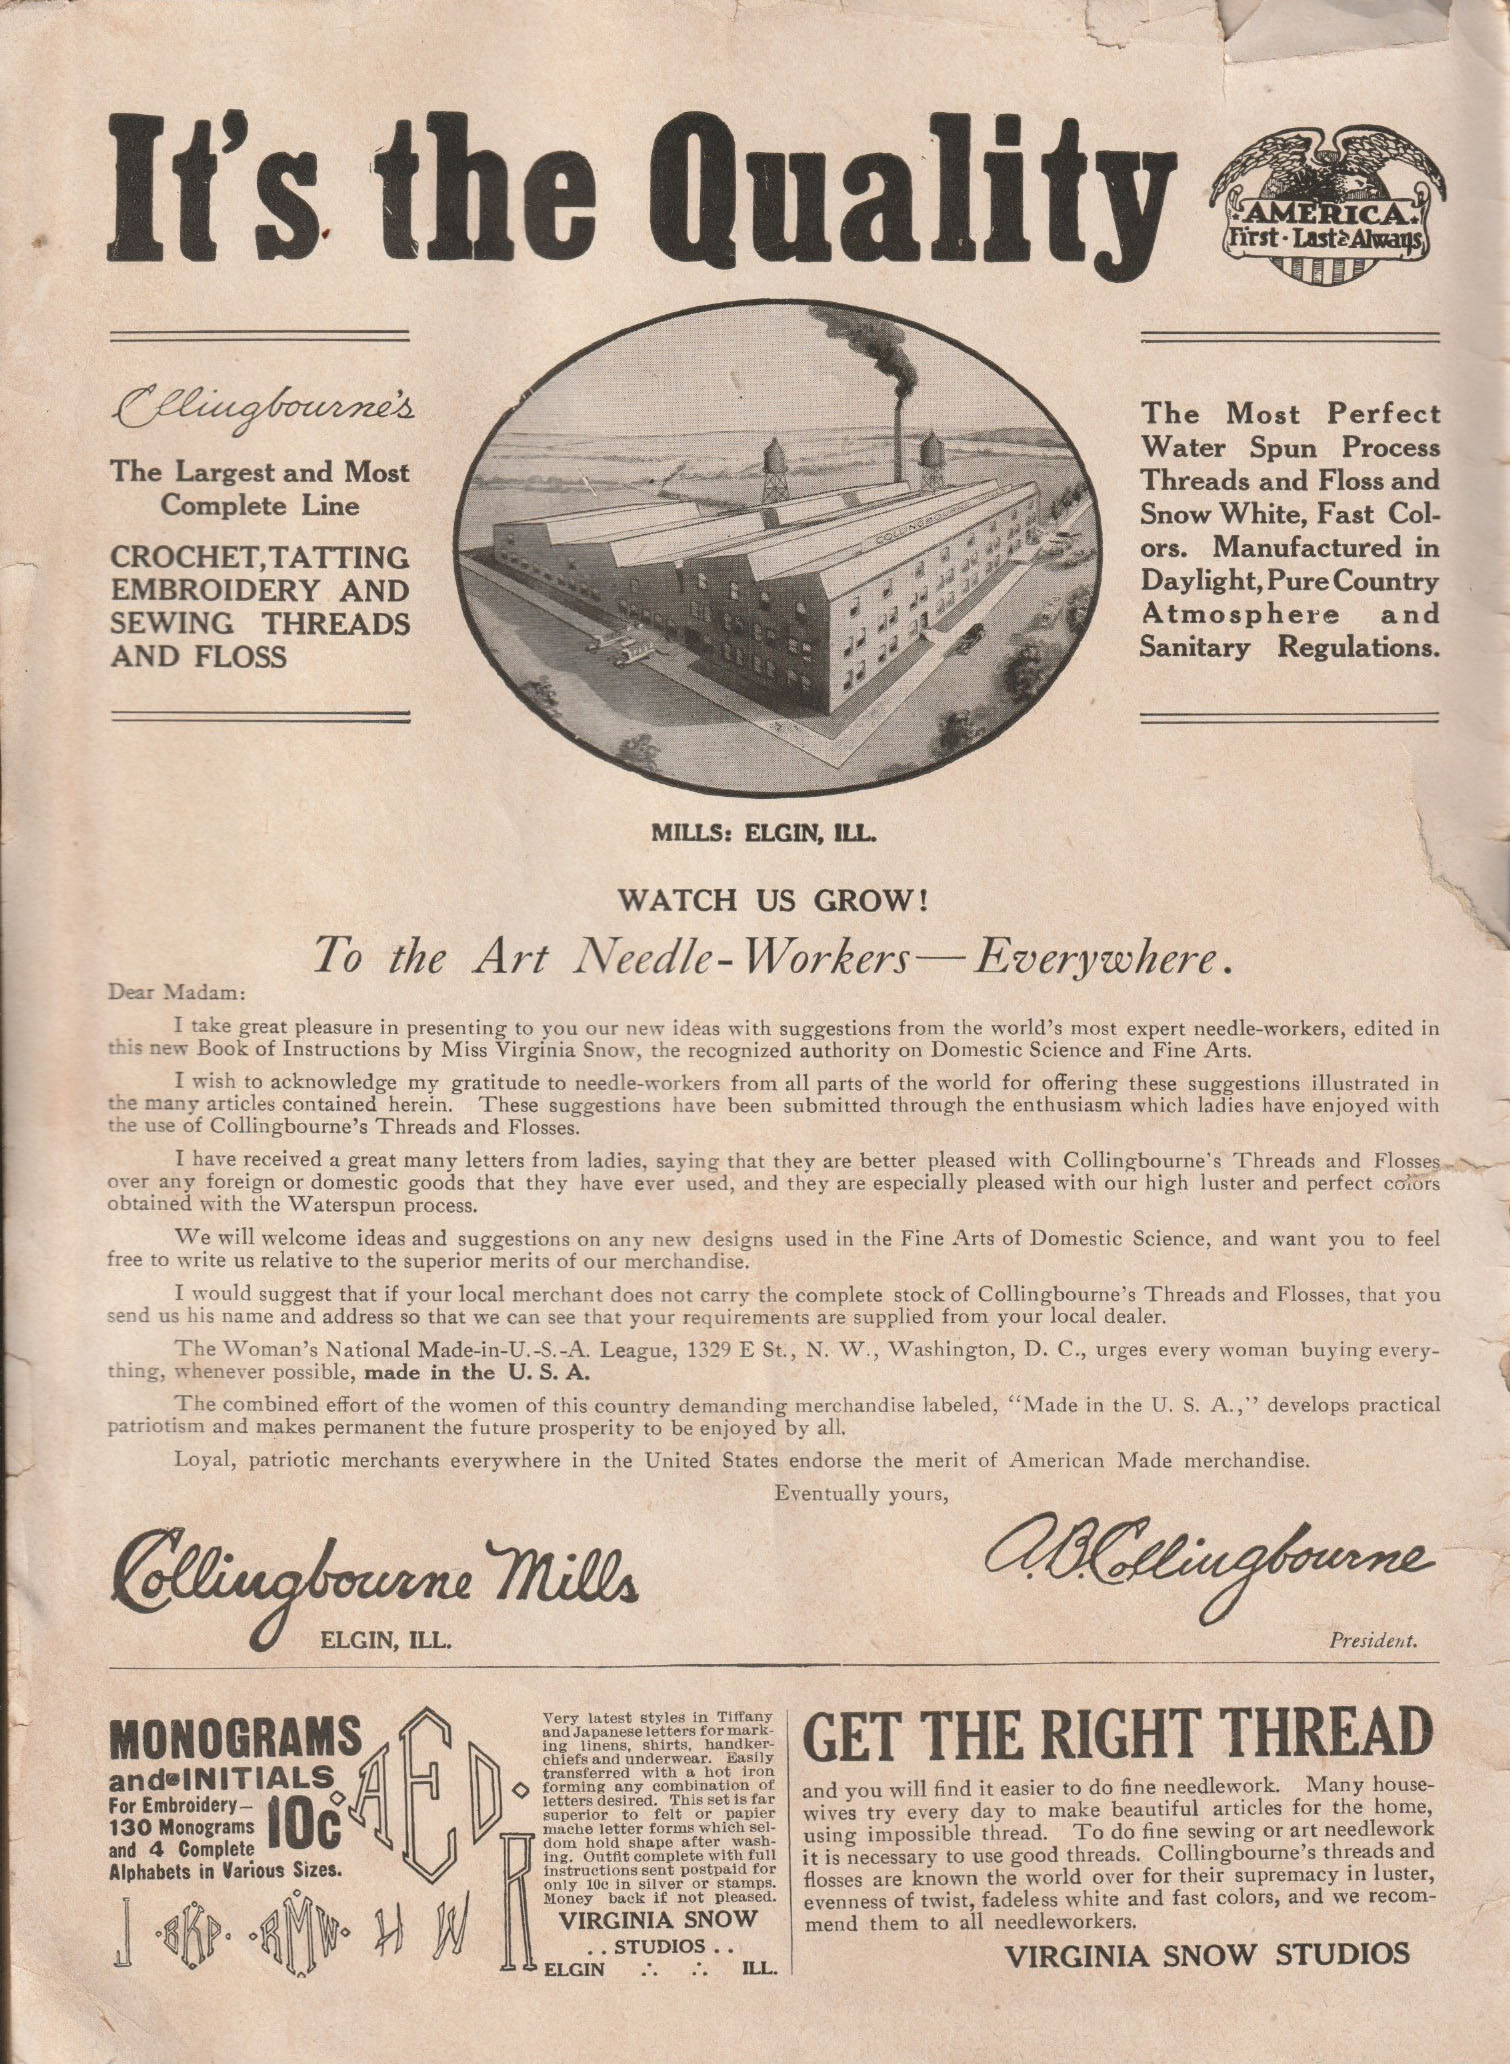 It's the Quality
AMERICA
First · Last & Always
Collingbourne's
The Largest and Most
Complete Line
CROCHET, TATTING
EMBROIDERY AND
SEWING THREADS
AND FLOSS
COLLINGBOURNE
The Most Perfect
Water Spun Process
Threads and Floss and
Snow White, Fast Col-
ors. Manufactured in
Daylight, Pure Country
Atmosphere and
Sanitary Regulations.
MILLS: ELGIN, ILL.
WATCH US GROW!
To the Art Needle-Workers—Everywhere.
Dear Madam:
I take great pleasure in presenting to you our new ideas with suggestions from the world's most expert needle-workers, edited in
this new Book of Instructions by Miss Virginia Snow, the recognized authority on Domestic Science and Fine Arts.
I wish to acknowledge my gratitude to needle-workers from all parts of the world for offering these suggestions illustrated in
the many articles contained herein. These suggestions have been submitted through the enthusiasm which ladies have enjoyed with
the use of Collingbourne's Threads and Flosses.
I have received a great many letters from ladies, saying that they are better pleased with Collingbourne's Threads and Flosses
over any foreign or domestic goods that they have ever used, and they are especially pleased with our high luster and perfect colors
obtained with the Waterspun process.
We will welcome ideas and suggestions on any new designs used in the Fine Arts of Domestic Science, and want you to feel
free to write us relative to the superior merits of our merchandise.
I would suggest that if your local merchant does not carry the complete stock of Collingbourne's Threads and Flosses, that you
send us his name and address so that we can see that your requirements are supplied from your local dealer.
The Woman's National Made-in-U.-S.-A. League, 1329 E St., N. W., Washington, D. C., urges every woman buying every-
thing, whenever possible, made in the U. S. A.
The combined effort of the women of this country demanding merchandise labeled, "Made in the U. S. A.," develops practical
patriotism and makes permanent the future prosperity to be enjoyed by all.
Loyal, patriotic merchants everywhere in the United States endorse the merit of American Made merchandise.
Eventually yours,
Collingbourne Mills
ELGIN, ILL.
A.B. Collingbourne
President.
MONOGRAMS
and INITIALS
For Embroidery—
130 Monograms
and 4 Complete
Alphabets in Various Sizes.
10c
AED
J BKP RMW H W R
Very latest styles in Tiffany
and Japanese letters for mark-
ing linens, shirts, handker-
chiefs and underwear. Easily
transferred with a hot iron
forming any combination of
letters desired. This set is far
superior to felt or papier
mache letter forms which sel-
dom hold shape after wash-
ing. Outfit complete with full
instructions sent postpaid for
only 10c in silver or stamps.
Money back if not pleased.
VIRGINIA SNOW
. . STUDIOS . .
ELGIN ∴ ∴ ILL.
GET THE RIGHT THREAD
and you will find it easier to do fine needlework. Many house-
wives try every day to make beautiful articles for the home,
using impossible thread. To do fine sewing or art needlework
it is necessary to use good threads. Collingbourne's threads and
flosses are known the world over for their supremacy in luster,
evenness of twist, fadeless white and fast colors, and we recom-
mend them to all needleworkers.
VIRGINIA SNOW STUDIOS